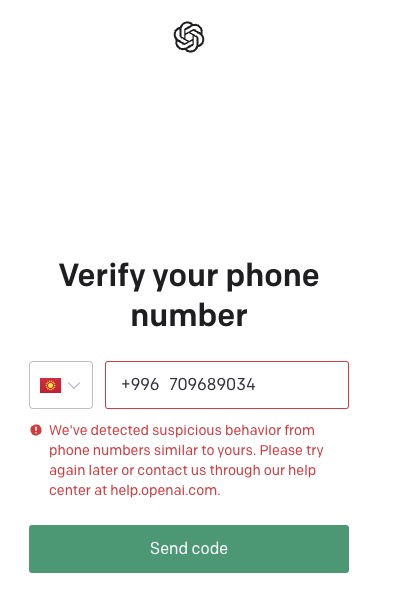 Verify your phone
number
+996 709689034
We've detected suspicious behavior from
phone numbers similar to yours. Please try
again later or contact us through our help
center at help.openai.com.
Send code